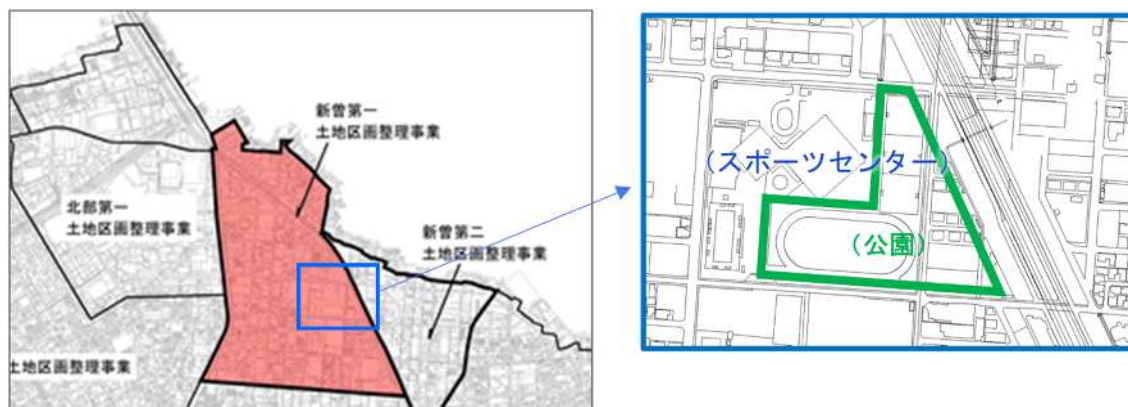 新曽第一
土地区画整理事業
北部第一
土地区画整理事業
新曽第二
土地区画整理事業
土地区画整理事業
(スポーツセンター)
(公園)